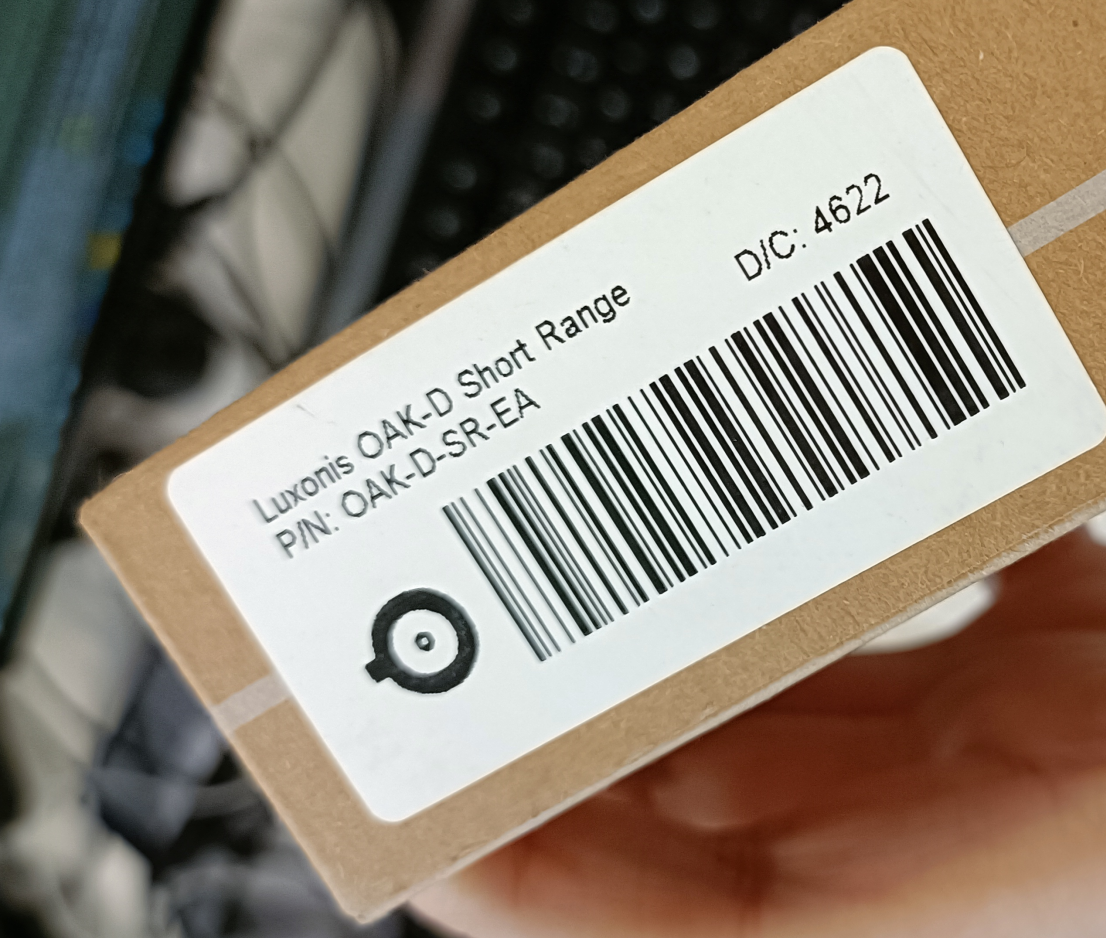 Luxonis OAK-D Short Range
P/N: OAK-D-SR-EA
D/C: 4622